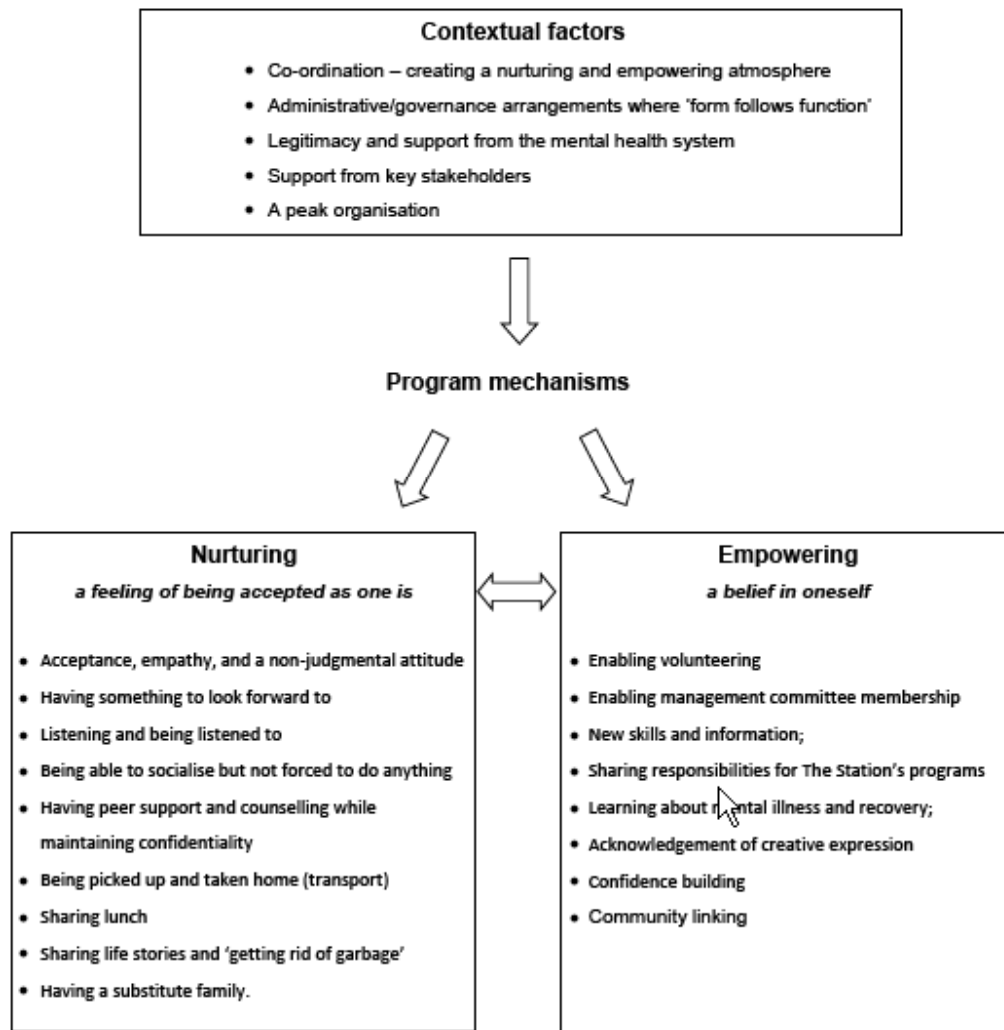 Contextual factors
• Co-ordination – creating a nurturing and empowering atmosphere
• Administrative/governance arrangements where 'form follows function'
• Legitimacy and support from the mental health system
• Support from key stakeholders
• A peak organisation
Program mechanisms
Nurturing
a feeling of being accepted as one is
• Acceptance, empathy, and a non-judgmental attitude
• Having something to look forward to
• Listening and being listened to
• Being able to socialise but not forced to do anything
• Having peer support and counselling while
maintaining confidentiality
• Being picked up and taken home (transport)
• Sharing lunch
• Sharing life stories and ‘getting rid of garbage’
• Having a substitute family.
Empowering
a belief in oneself
• Enabling volunteering
• Enabling management committee membership
• New skills and information;
• Sharing responsibilities for The Station’s programs
• Learning about mental illness and recovery;
• Acknowledgement of creative expression
• Confidence building
• Community linking